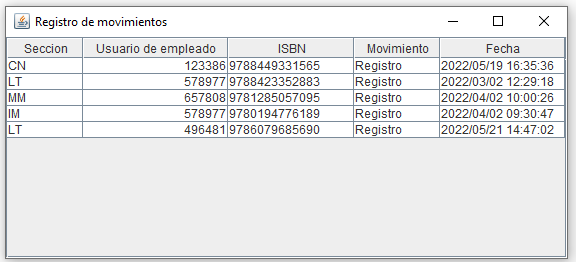 Registro de movimientos
Seccion Usuario de empleado ISBN Movimiento Fecha
CN 123386 9788449331565 Registro 2022/05/19 16:35:36
LT 578977 9788423352883 Registro 2022/03/02 12:29:18
MM 657808 9781285057095 Registro 2022/04/02 10:00:26
IM 578977 9780194776189 Registro 2022/04/02 09:30:47
LT 496481 9786079685690 Registro 2022/05/21 14:47:02